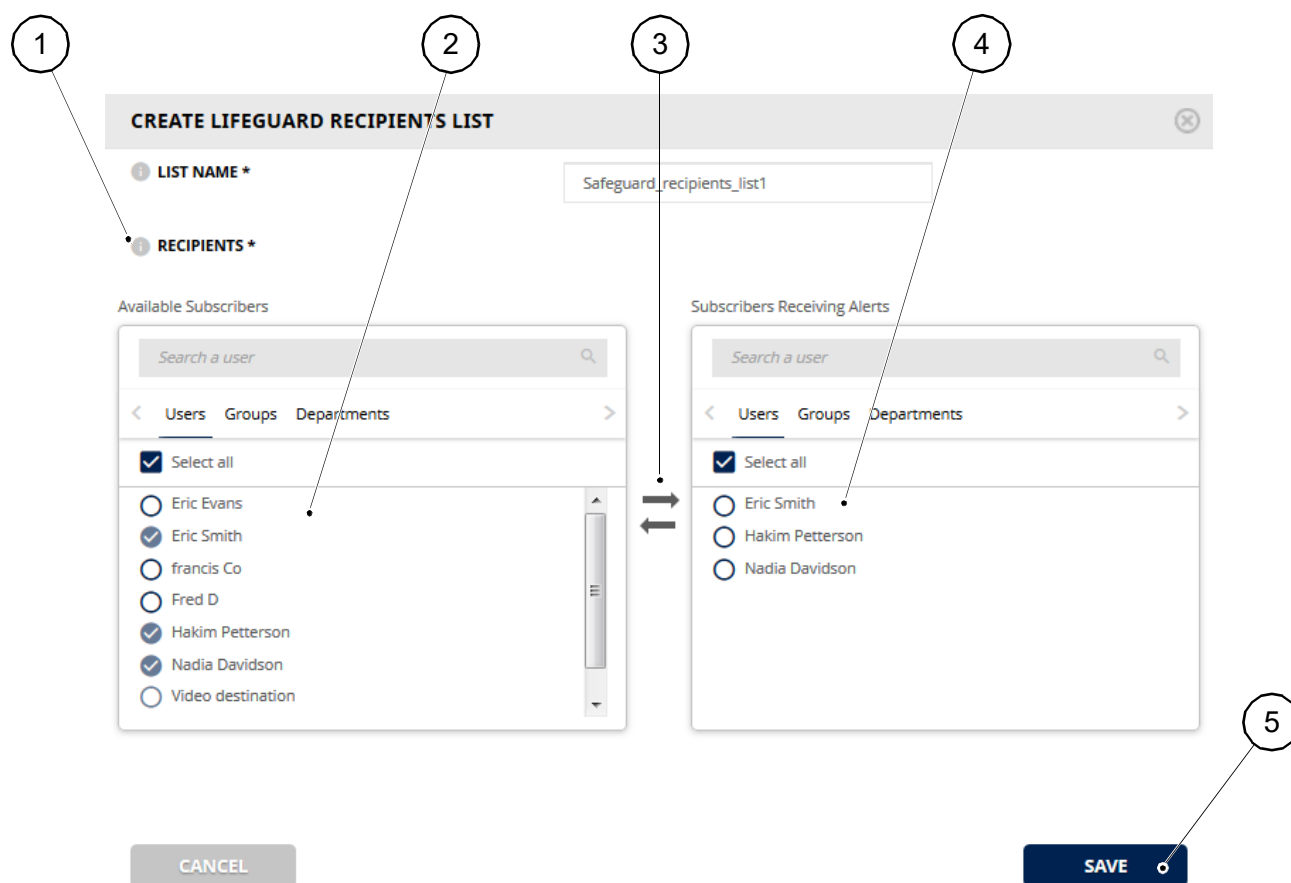 1 2 3 4
CREATE LIFEGUARD RECIPIENTS LIST
LIST NAME * Safeguard_recipients_list1
RECIPIENTS *
Available Subscribers
Search a user
Users Groups Departments
Select all
Eric Evans
Eric Smith
francis Co
Fred D
Hakim Petterson
Nadia Davidson
Video destination
Subscribers Receiving Alerts
Search a user
Users Groups Departments
Select all
Eric Smith
Hakim Petterson
Nadia Davidson
5
CANCEL SAVE